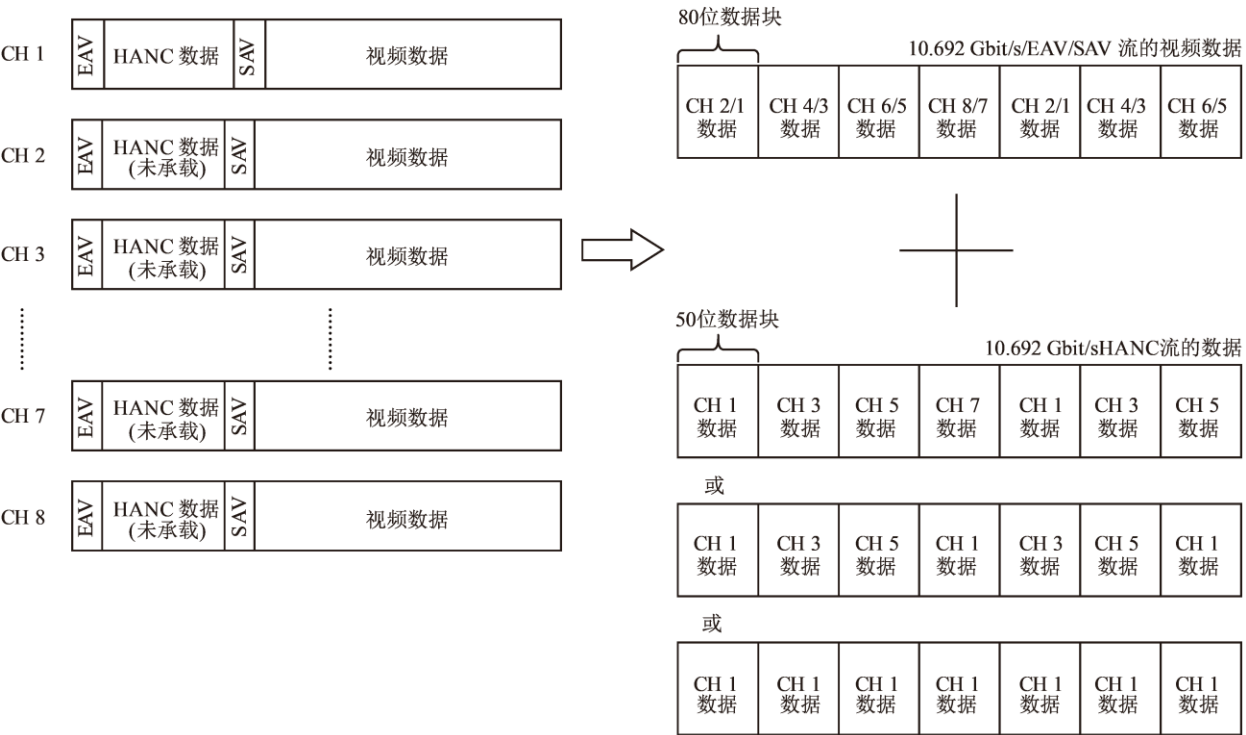 CH 1
EAV
HANC 数据
SAV
视频数据
CH 2
EAV
HANC 数据
(未承载)
SAV
视频数据
CH 3
EAV
HANC 数据
(未承载)
SAV
视频数据
CH 7
EAV
HANC 数据
(未承载)
SAV
视频数据
CH 8
EAV
HANC 数据
(未承载)
SAV
视频数据
80位数据块
10.692 Gbit/s/EAV/SAV 流的视频数据
CH 2/1 CH 4/3 CH 6/5 CH 8/7 CH 2/1 CH 4/3 CH 6/5
数据 数据 数据 数据 数据 数据 数据
50位数据块
10.692 Gbit/sHANC流的数据
CH 1 CH 3 CH 5 CH 7 CH 1 CH 3 CH 5
数据 数据 数据 数据 数据 数据 数据
或
CH 1 CH 3 CH 5 CH 1 CH 3 CH 5 CH 1
数据 数据 数据 数据 数据 数据 数据
或
CH 1 CH 1 CH 1 CH 1 CH 1 CH 1 CH 1
数据 数据 数据 数据 数据 数据 数据